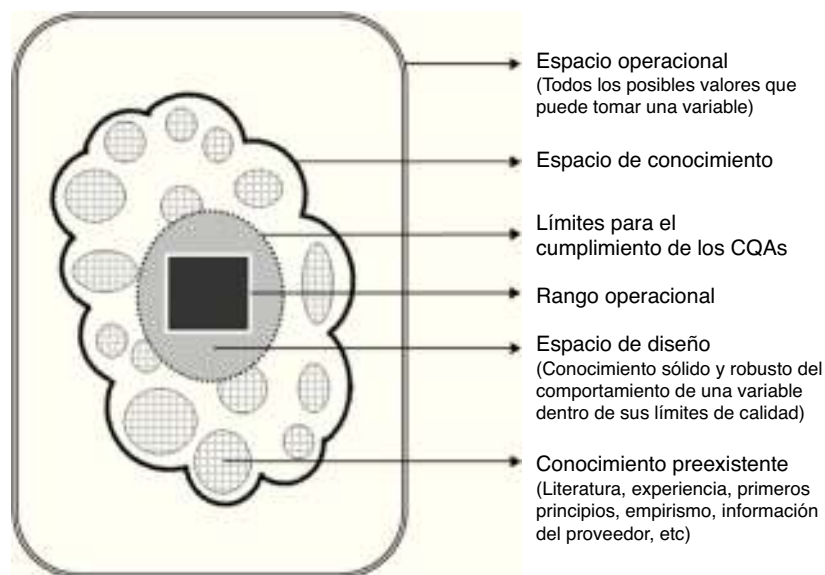 Espacio operacional
(Todos los posibles valores que
puede tomar una variable)
Espacio de conocimiento
Límites para el
cumplimiento de los CQAs
Rango operacional
Espacio de diseño
(Conocimiento sólido y robusto del
comportamiento de una variable
dentro de sus límites de calidad)
Conocimiento preexistente
(Literatura, experiencia, primeros
principios, empirismo, información
del proveedor, etc)